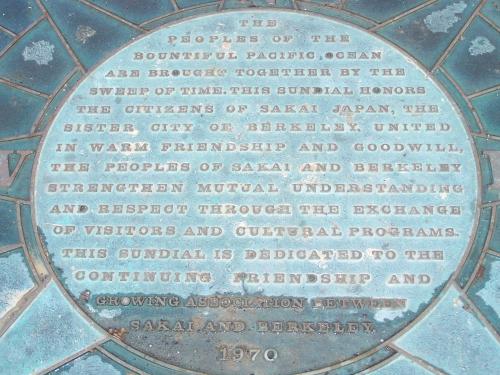 THE
PEOPLES OF THE
BOUNTIFUL PACIFIC OCEAN
ARE BROUGHT TOGETHER BY THE
SWEEP OF TIME. THIS SUNDIAL HONORS
THE CITIZENS OF SAKAI JAPAN, THE
SISTER CITY OF BERKELEY, UNITED
IN WARM FRIENDSHIP AND GOODWILL,
THE PEOPLES OF SAKAI AND BERKELEY
STRENGTHEN MUTUAL UNDERSTANDING
AND RESPECT THROUGH THE EXCHANGE
OF VISITORS AND CULTURAL PROGRAMS.
THIS SUNDIAL IS DEDICATED TO THE
CONTINUING FRIENDSHIP AND
GROWING ASSOCIATION BETWEEN
SAKAI AND BERKELEY.
1970